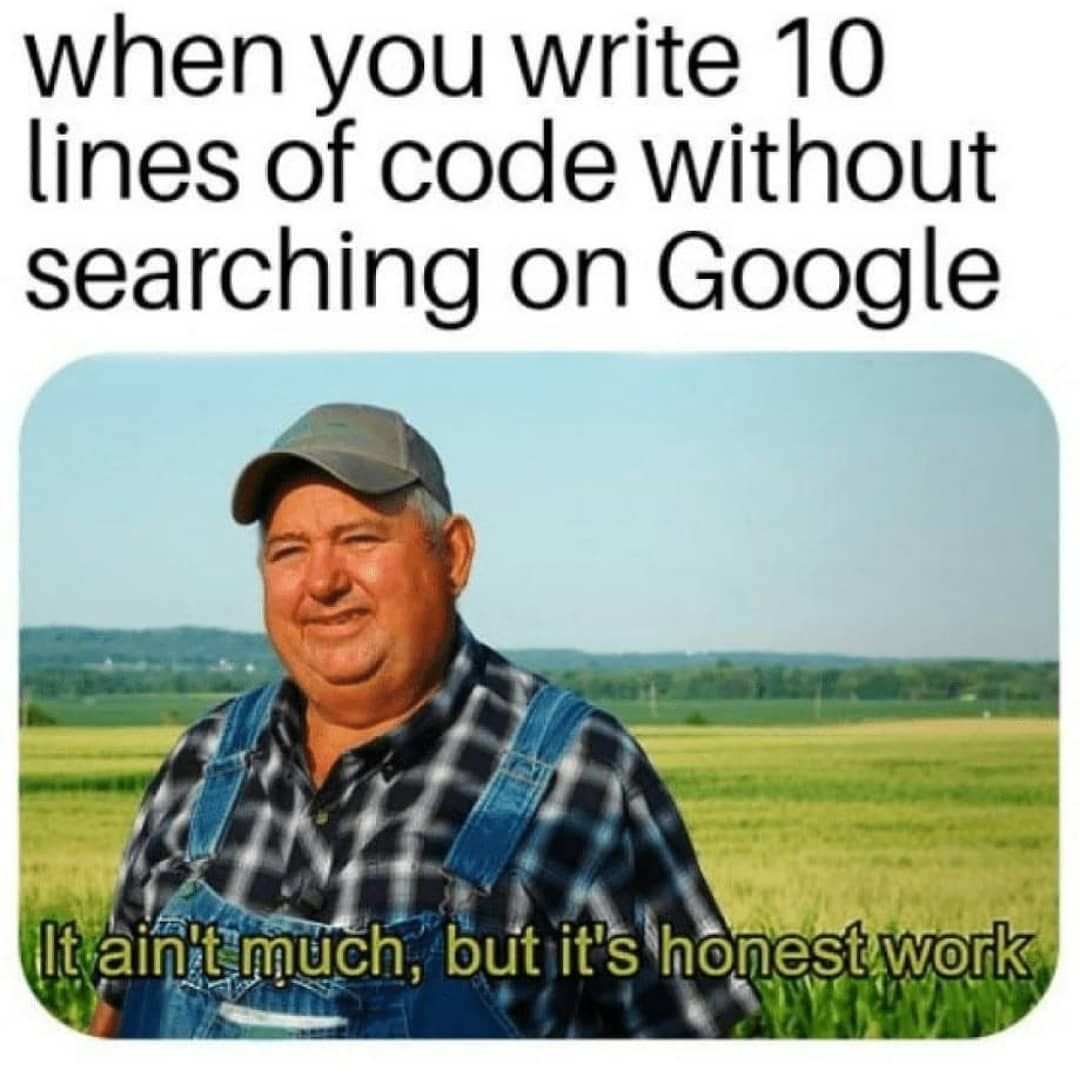 when you write 10
lines of code without
searching on Google
It ain't much, but it's honest work